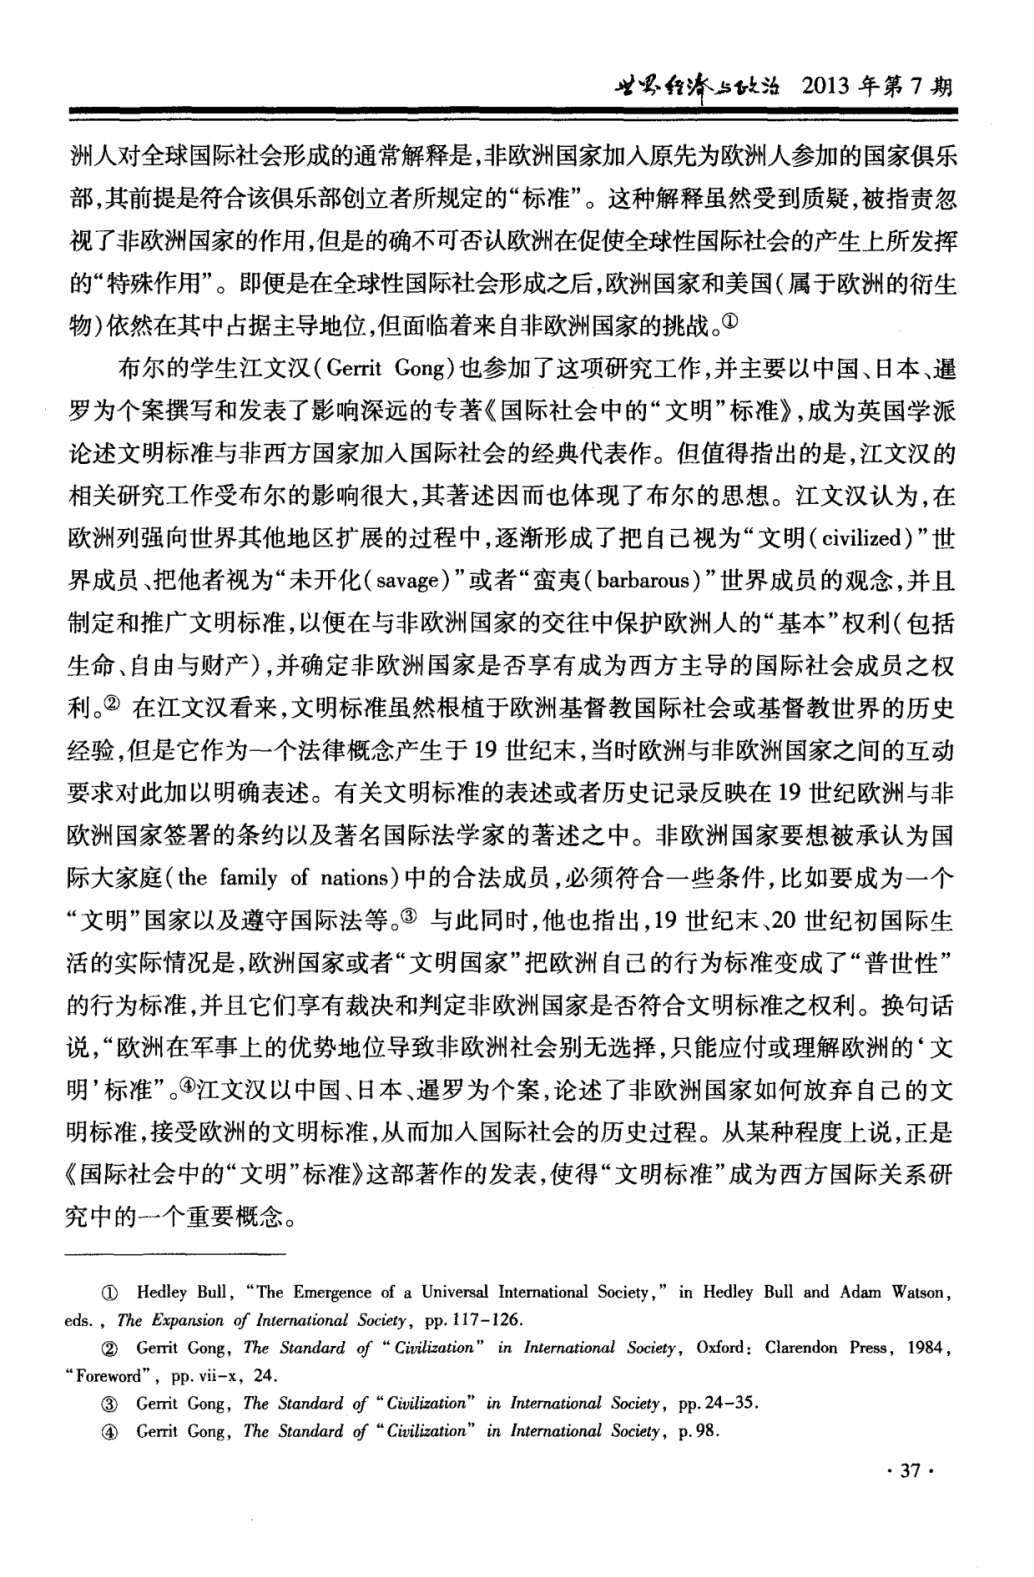 世界经济与政治 2013 年第 7 期
洲人对全球国际社会形成的通常解释是,非欧洲国家加入原先为欧洲人参加的国家俱乐
部,其前提是符合该俱乐部创立者所规定的“标准”。这种解释虽然受到质疑,被指责忽
视了非欧洲国家的作用,但是的确不可否认欧洲在促使全球性国际社会的产生上所发挥
的“特殊作用”。即便是在全球性国际社会形成之后,欧洲国家和美国(属于欧洲的衍生
物)依然在其中占据主导地位,但面临着来自非欧洲国家的挑战。①
布尔的学生江文汉(Gerrit Gong)也参加了这项研究工作,并主要以中国、日本、暹
罗为个案撰写和发表了影响深远的专著《国际社会中的“文明”标准》,成为英国学派
论述文明标准与非西方国家加入国际社会的经典代表作。但值得指出的是,江文汉的
相关研究工作受布尔的影响很大,其著述因而也体现了布尔的思想。江文汉认为,在
欧洲列强向世界其他地区扩展的过程中,逐渐形成了把自己视为“文明(civilized)”世
界成员、把他者视为“未开化(savage)”或者“蛮夷(barbarous)”世界成员的观念,并且
制定和推广文明标准,以便在与非欧洲国家的交往中保护欧洲人的“基本”权利(包括
生命、自由与财产),并确定非欧洲国家是否享有成为西方主导的国际社会成员之权
利。② 在江文汉看来,文明标准虽然根植于欧洲基督教国际社会或基督教世界的历史
经验,但是它作为一个法律概念产生于 19 世纪末,当时欧洲与非欧洲国家之间的互动
要求对此加以明确表述。有关文明标准的表述或者历史记录反映在 19 世纪欧洲与非
欧洲国家签署的条约以及著名国际法学家的著述之中。非欧洲国家要想被承认为国
际大家庭(the family of nations)中的合法成员,必须符合一些条件,比如要成为一个
“文明”国家以及遵守国际法等。③ 与此同时,他也指出,19 世纪末、20 世纪初国际生
活的实际情况是,欧洲国家或者“文明国家”把欧洲自己的行为标准变成了“普世性”
的行为标准,并且它们享有裁决和判定非欧洲国家是否符合文明标准之权利。换句话
说,“欧洲在军事上的优势地位导致非欧洲社会别无选择,只能应付或理解欧洲的‘文
明’标准”。④江文汉以中国、日本、暹罗为个案,论述了非欧洲国家如何放弃自己的文
明标准,接受欧洲的文明标准,从而加入国际社会的历史过程。从某种程度上说,正是
《国际社会中的“文明”标准》这部著作的发表,使得“文明标准”成为西方国际关系研
究中的一个重要概念。
① Hedley Bull, “The Emergence of a Universal International Society,” in Hedley Bull and Adam Watson,
eds., The Expansion of International Society, pp. 117-126.
② Gerrit Gong, The Standard of “Civilization” in International Society, Oxford: Clarendon Press, 1984,
“Foreword”, pp. vii-x, 24.
③ Gerrit Gong, The Standard of “Civilization” in International Society, pp. 24-35.
④ Gerrit Gong, The Standard of “Civilization” in International Society, p. 98.
· 37 ·